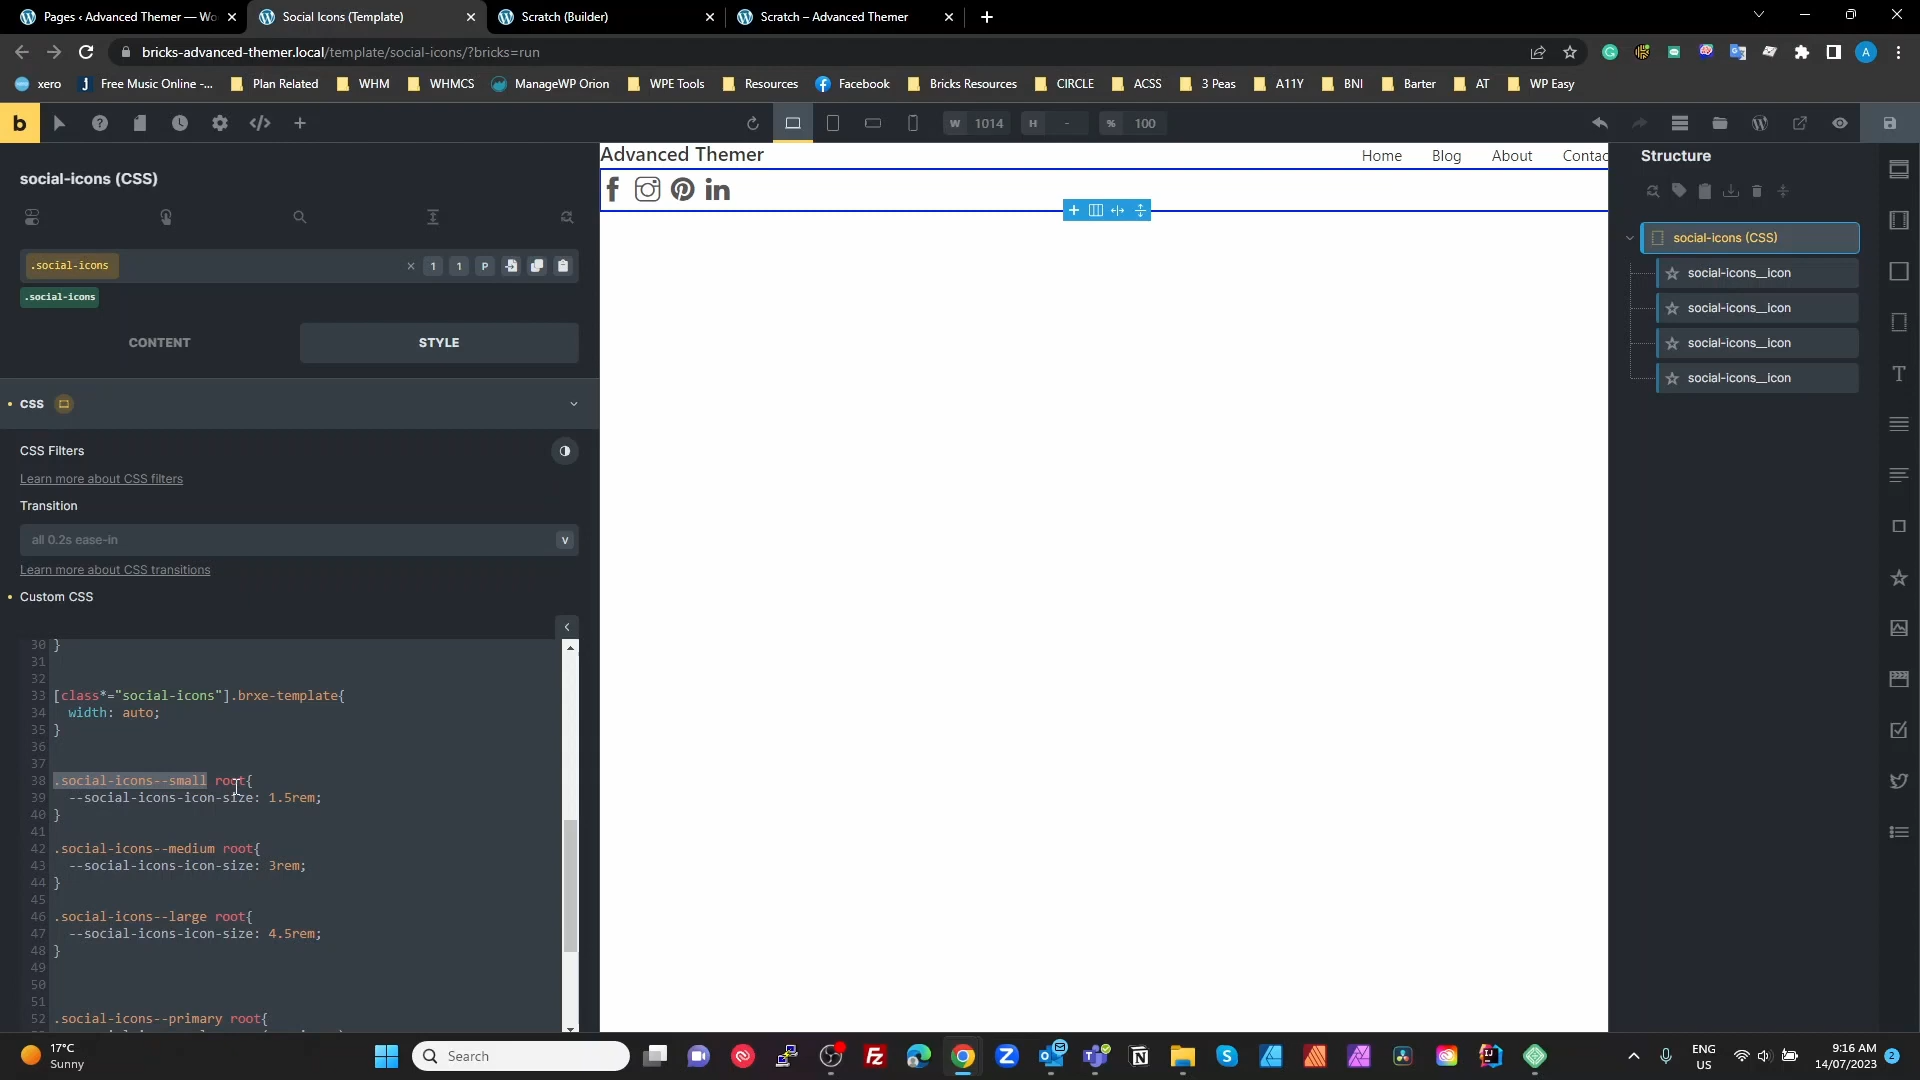 Pages ‹ Advanced Themer — Wo
Social Icons (Template)
Scratch (Builder)
Scratch – Advanced Themer
bricks-advanced-themer.local/template/social-icons/?bricks=run
xero
Free Music Online -...
Plan Related
WHM
WHMCS
ManageWP Orion
WPE Tools
Resources
Facebook
Bricks Resources
CIRCLE
ACSS
3 Peas
A11Y
BNI
Barter
AT
WP Easy
b
W 1014
H -
% 100
social-icons (CSS)
.social-icons
1 1 P
.social-icons
CONTENT
STYLE
CSS
CSS Filters
Learn more about CSS filters
Transition
all 0.2s ease-in
v
Learn more about CSS transitions
Custom CSS
30 }
31
32
33 [class*="social-icons"].brxe-template{
34 width: auto;
35 }
36
37
38 .social-icons--small root{
39 --social-icons-icon-size: 1.5rem;
40 }
41
42 .social-icons--medium root{
43 --social-icons-icon-size: 3rem;
44 }
45
46 .social-icons--large root{
47 --social-icons-icon-size: 4.5rem;
48 }
49
50
51
52 .social-icons--primary root{
Advanced Themer
Home
Blog
About
Contac
Structure
social-icons (CSS)
social-icons__icon
social-icons__icon
social-icons__icon
social-icons__icon
17°C
Sunny
Search
ENG
US
9:16 AM
14/07/2023
2